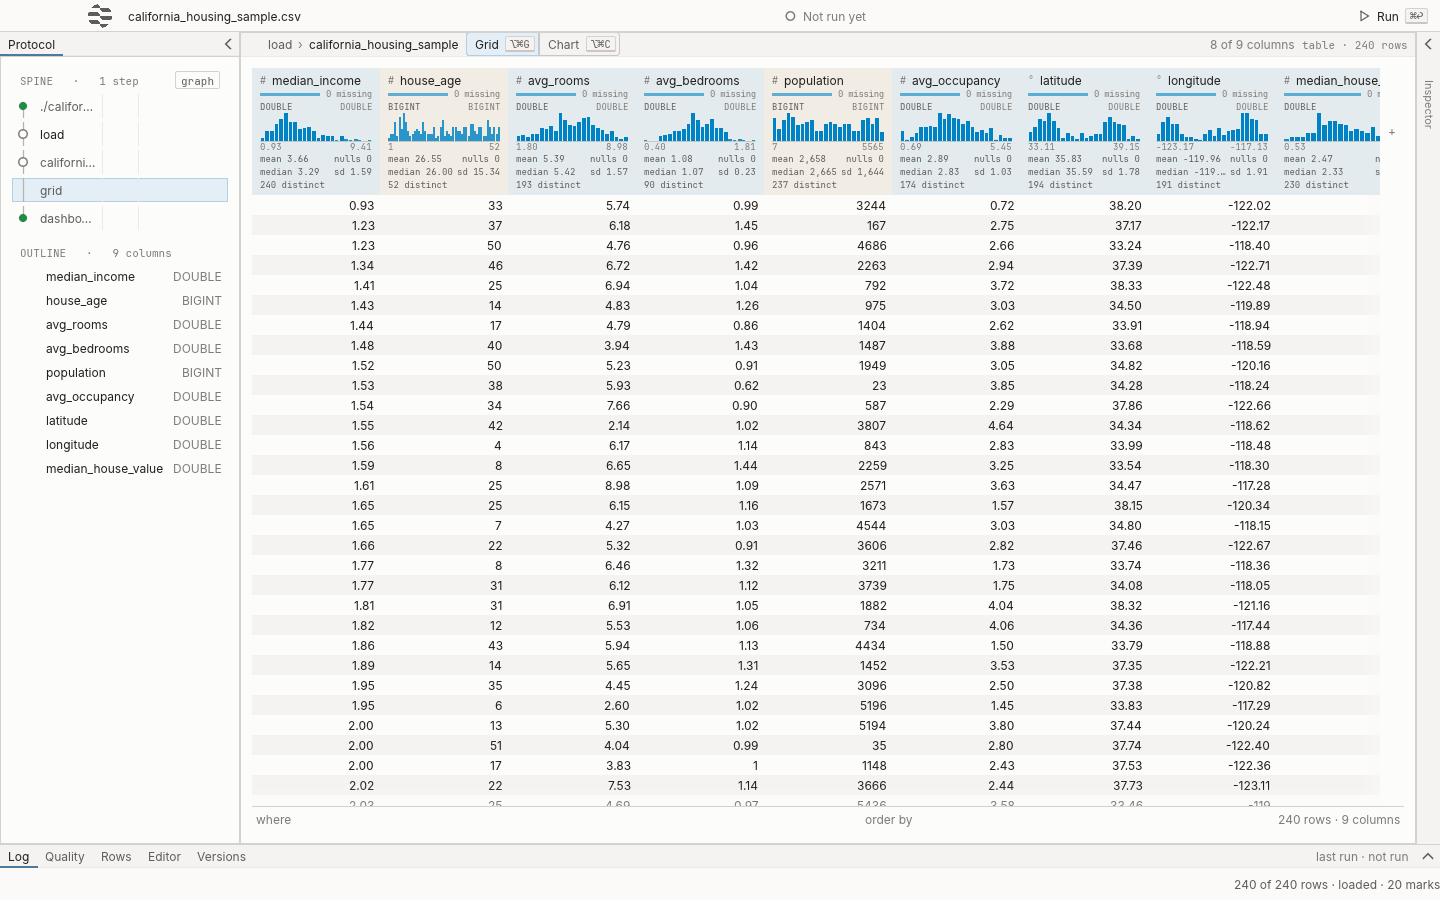 california_housing_sample.csv
Not run yet
Run
Protocol
load › california_housing_sample Grid ⌥⌘G Chart ⌥⌘C
8 of 9 columns table · 240 rows
SPINE · 1 step graph
./califor...
load
californi...
grid
dashbo...
OUTLINE · 9 columns
median_income DOUBLE
house_age BIGINT
avg_rooms DOUBLE
avg_bedrooms DOUBLE
population BIGINT
avg_occupancy DOUBLE
latitude DOUBLE
longitude DOUBLE
median_house_value DOUBLE
# median_income # house_age # avg_rooms # avg_bedrooms # population # avg_occupancy ° latitude ° longitude # median_house_
0 missing 0 missing 0 missing 0 missing 0 missing 0 missing 0 missing 0 missing 0 m
DOUBLE DOUBLE BIGINT BIGINT DOUBLE DOUBLE DOUBLE DOUBLE BIGINT BIGINT DOUBLE DOUBLE DOUBLE DOUBLE DOUBLE DOUBLE DOUBLE
0.93 9.41 1 52 1.80 8.98 0.40 1.81 7 5565 0.69 5.45 33.11 39.15 -123.17 -117.13 0.53
mean 3.66 nulls 0 mean 26.55 nulls 0 mean 5.39 nulls 0 mean 1.08 nulls 0 mean 2,658 nulls 0 mean 2.89 nulls 0 mean 35.83 nulls 0 mean -119.96 nulls 0 mean 2.47 n
median 3.29 sd 1.59 median 26.00 sd 15.34 median 5.42 sd 1.57 median 1.07 sd 0.23 median 2,665 sd 1,644 median 2.83 sd 1.03 median 35.59 sd 1.78 median -119.… sd 1.91 median 2.33 s
240 distinct 52 distinct 193 distinct 90 distinct 237 distinct 174 distinct 194 distinct 191 distinct 230 distinct
+
0.93 33 5.74 0.99 3244 0.72 38.20 -122.02
1.23 37 6.18 1.45 167 2.75 37.17 -122.17
1.23 50 4.76 0.96 4686 2.66 33.24 -118.40
1.34 46 6.72 1.42 2263 2.94 37.39 -122.71
1.41 25 6.94 1.04 792 3.72 38.33 -122.48
1.43 14 4.83 1.26 975 3.03 34.50 -119.89
1.44 17 4.79 0.86 1404 2.62 33.91 -118.94
1.48 40 3.94 1.43 1487 3.88 33.68 -118.59
1.52 50 5.23 0.91 1949 3.05 34.82 -120.16
1.53 38 5.93 0.62 23 3.85 34.28 -118.24
1.54 34 7.66 0.90 587 2.29 37.86 -122.66
1.55 42 2.14 1.02 3807 4.64 34.34 -118.62
1.56 4 6.17 1.14 843 2.83 33.99 -118.48
1.59 8 6.65 1.44 2259 3.25 33.54 -118.30
1.61 25 8.98 1.09 2571 3.63 34.47 -117.28
1.65 25 6.15 1.16 1673 1.57 38.15 -120.34
1.65 7 4.27 1.03 4544 3.03 34.80 -118.15
1.66 22 5.32 0.91 3606 2.82 37.46 -122.67
1.77 8 6.46 1.32 3211 1.73 33.74 -118.36
1.77 31 6.12 1.12 3739 1.75 34.08 -118.05
1.81 31 6.91 1.05 1882 4.04 38.32 -121.16
1.82 12 5.53 1.06 734 4.06 34.36 -117.44
1.86 43 5.94 1.13 4434 1.50 33.79 -118.88
1.89 14 5.65 1.31 1452 3.53 37.35 -122.21
1.95 35 4.45 1.24 3096 2.50 37.38 -120.82
1.95 6 2.60 1.02 5196 1.45 33.83 -117.29
2.00 13 5.30 1.02 5194 3.80 37.44 -120.24
2.00 51 4.04 0.99 35 2.80 37.74 -122.40
2.00 17 3.83 1 1148 2.43 37.53 -122.36
2.02 22 7.53 1.14 3666 2.44 37.73 -123.11
2.03 25 4.69 0.97 5436 3.58 33.46 -119
where order by 240 rows · 9 columns
Inspector
Log Quality Rows Editor Versions last run · not run
240 of 240 rows · loaded · 20 marks